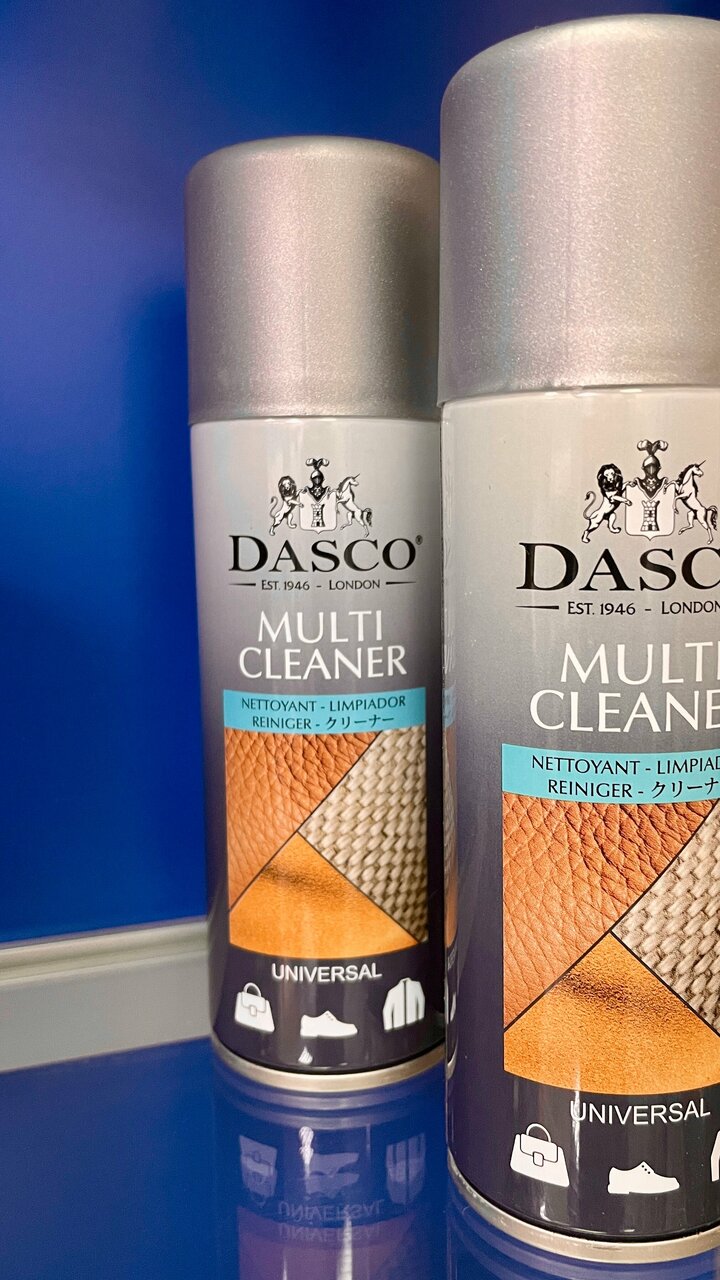 DASCO®
EST. 1946 - LONDON
MULTI
CLEANER
NETTOYANT - LIMPIADOR
REINIGER - クリーナー
UNIVERSAL
DASC
EST. 1946 - LONDON
MULTI
CLEANE
NETTOYANT - LIMPIAD
REINIGER - クリーナ
UNIVERSAL